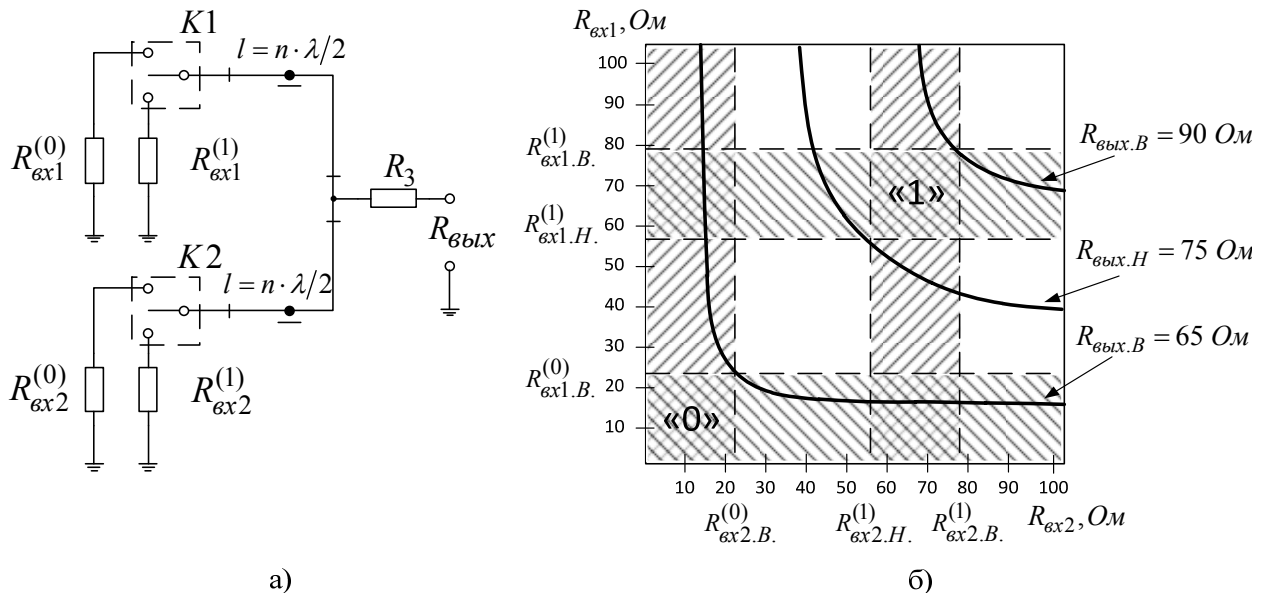 K1
l = n · λ/2
R_{вх1}^{(0)}
R_{вх1}^{(1)}
R_3
R_{вых}
K2
l = n · λ/2
R_{вх2}^{(0)}
R_{вх2}^{(1)}
а)
R_{вх1}, Ом
100
90
R_{вх1.В.}^{(1)}
80
70
R_{вх1.Н.}^{(1)}
60
50
40
30
R_{вх1.В.}^{(0)}
20
10
«1»
«0»
R_{вых.В} = 90 Ом
R_{вых.Н} = 75 Ом
R_{вых.В} = 65 Ом
10 20 30 40 50 60 70 80 90 100
R_{вх2.В.}^{(0)} R_{вх2.Н.}^{(1)} R_{вх2.В.}^{(1)} R_{вх2}, Ом
б)